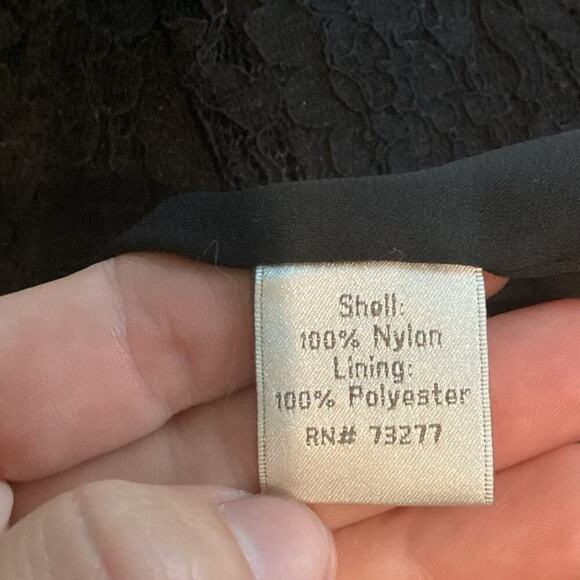 Shell:
100% Nylon
Lining:
100% Polyester
RN# 73277